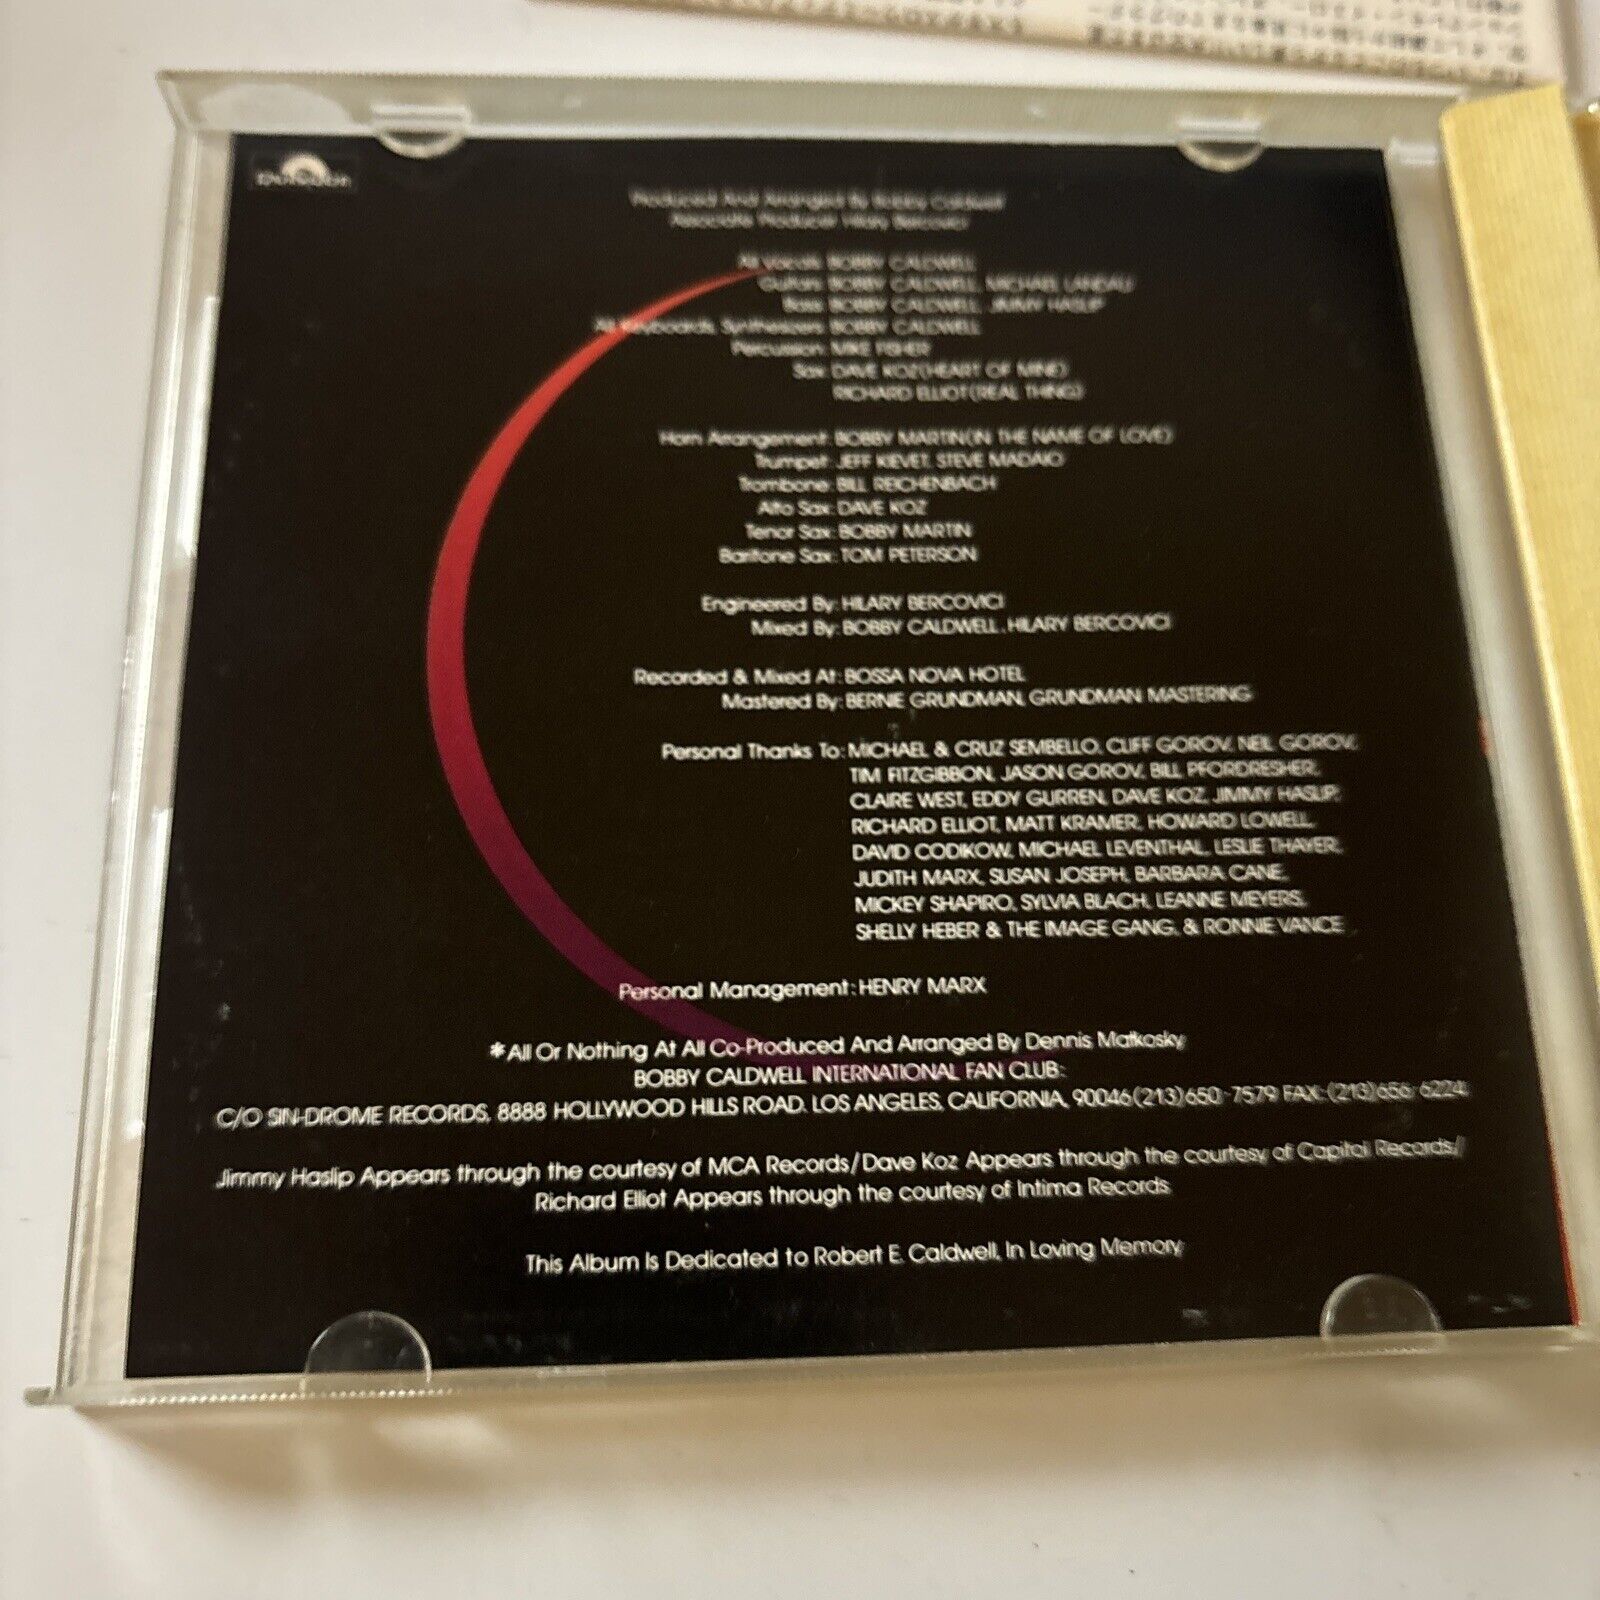 Polydor
Produced And Arranged By Bobby Caldwell
Associate Producer Hilary Bercovici
All Vocals: BOBBY CALDWELL
Guitars: BOBBY CALDWELL, MICHAEL LANDAU
Bass: BOBBY CALDWELL, JIMMY HASLIP
All Keyboards, Synthesizers: BOBBY CALDWELL
Percussion: MIKE FISHER
Sax: DAVE KOZ(HEART OF MINE)
RICHARD ELLIOT(REAL THING)
Horn Arrangement: BOBBY MARTIN(IN THE NAME OF LOVE)
Trumpet: JEFF KIEVET, STEVE MADAIO
Trombone: BILL REICHENBACH
Alto Sax: DAVE KOZ
Tenor Sax: BOBBY MARTIN
Baritone Sax: TOM PETERSON
Engineered By: HILARY BERCOVICI
Mixed By: BOBBY CALDWELL, HILARY BERCOVICI
Recorded & Mixed At: BOSSA NOVA HOTEL
Mastered By: BERNIE GRUNDMAN, GRUNDMAN MASTERING
Personal Thanks To: MICHAEL & CRUZ SEMBELLO, CLIFF GOROV, NEIL GOROV,
TIM FITZGIBBON, JASON GOROV, BILL PFORDRESHER,
CLAIRE WEST, EDDY GURREN, DAVE KOZ, JIMMY HASLIP,
RICHARD ELLIOT, MATT KRAMER, HOWARD LOWELL,
DAVID CODIKOW, MICHAEL LEVENTHAL, LESLIE THAYER,
JUDITH MARX, SUSAN JOSEPH, BARBARA CANE,
MICKEY SHAPIRO, SYLVIA BLACH, LEANNE MEYERS,
SHELLY HEBER & THE IMAGE GANG, & RONNIE VANCE
Personal Management: HENRY MARX
*All Or Nothing At All Co-Produced And Arranged By Dennis Matkosky
BOBBY CALDWELL INTERNATIONAL FAN CLUB:
C/O SIN-DROME RECORDS, 8888 HOLLYWOOD HILLS ROAD. LOS ANGELES, CALIFORNIA, 90046(213)650-7579 FAX:(213)656-6224
Jimmy Haslip Appears through the courtesy of MCA Records/Dave Koz Appears through the courtesy of Capitol Records/
Richard Elliot Appears through the courtesy of Intima Records
This Album Is Dedicated to Robert E. Caldwell, In Loving Memory